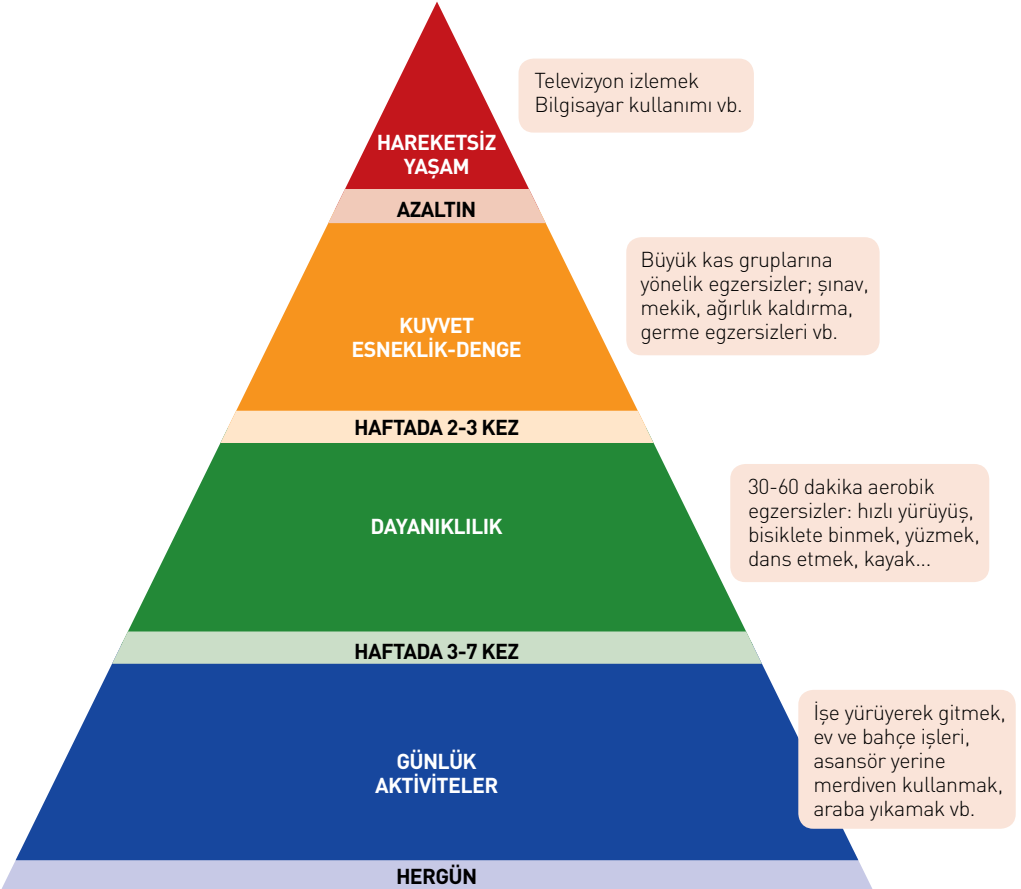 Televizyon izlemek
Bilgisayar kullanımı vb.
HAREKETSİZ
YAŞAM
AZALTIN
Büyük kas gruplarına
yönelik egzersizler; şınav,
mekik, ağırlık kaldırma,
germe egzersizleri vb.
KUVVET
ESNEKLİK-DENGE
HAFTADA 2-3 KEZ
30-60 dakika aerobik
egzersizler: hızlı yürüyüş,
bisiklete binmek, yüzmek,
dans etmek, kayak...
DAYANIKLILIK
HAFTADA 3-7 KEZ
İşe yürüyerek gitmek,
ev ve bahçe işleri,
asansör yerine
merdiven kullanmak,
araba yıkamak vb.
GÜNLÜK
AKTİVİTELER
HERGÜN